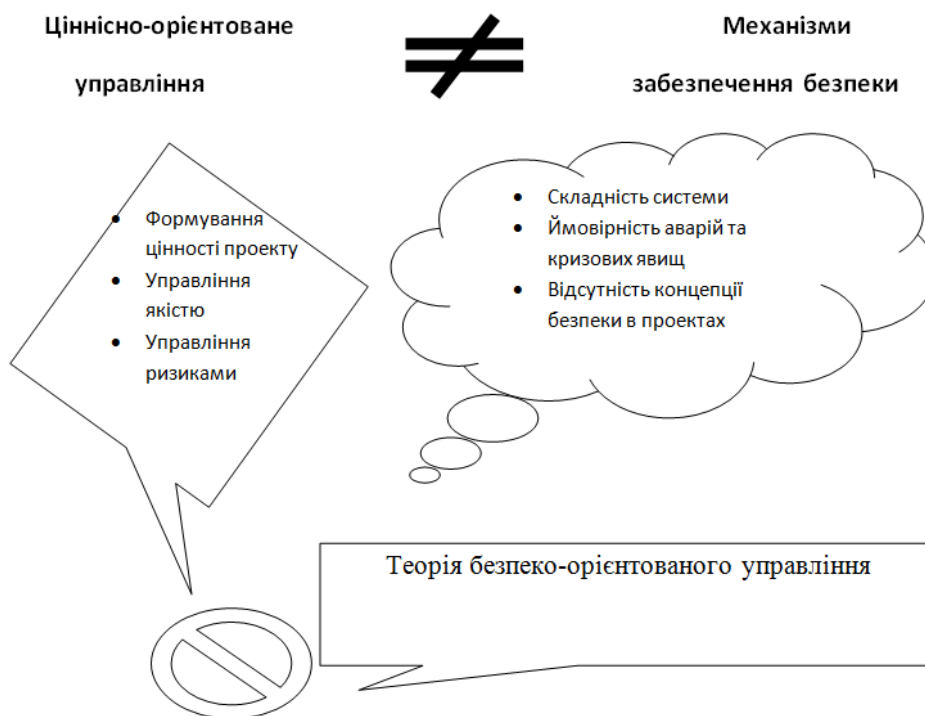 Ціннісно-орієнтоване
управління
≠
Механізми
забезпечення безпеки
• Формування
цінності проекту
• Управління
якістю
• Управління
ризиками
• Складність системи
• Ймовірність аварій та
кризових явищ
• Відсутність концепції
безпеки в проектах
Теорія безпеко-орієнтованого управління